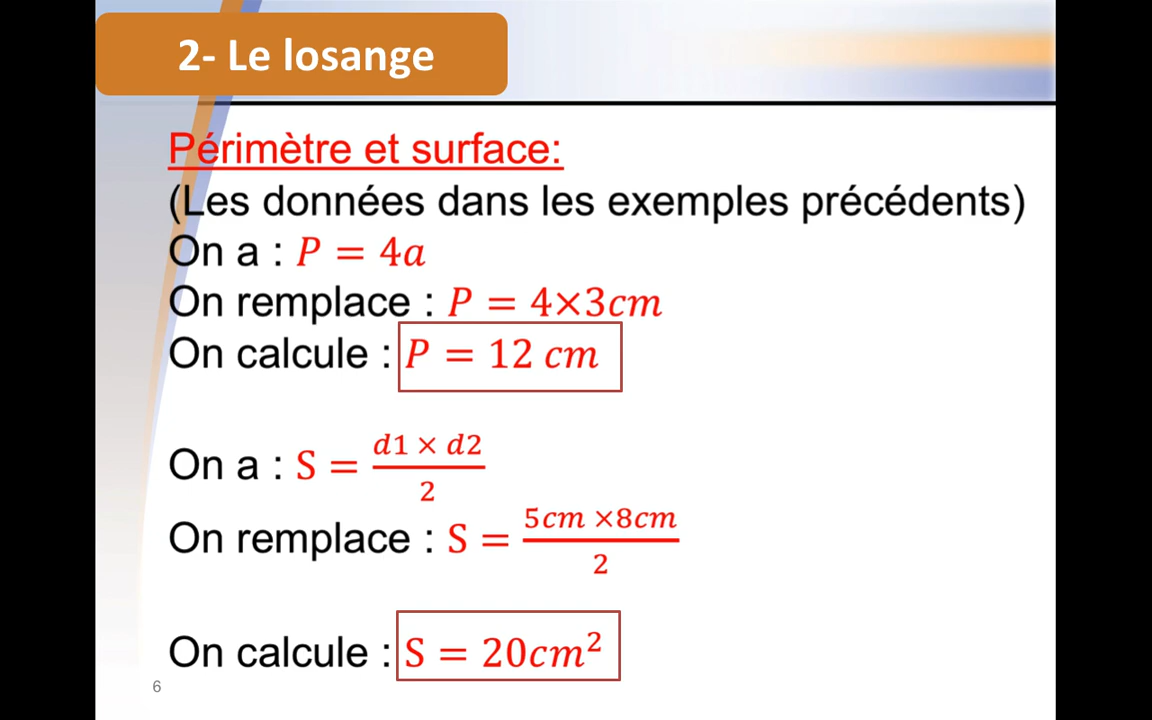 2- Le losange
Périmètre et surface:
(Les données dans les exemples précédents)
On a : P = 4a
On remplace : P = 4×3cm
On calcule : P = 12 cm
On a : S = (d1 × d2)/2
On remplace : S = (5cm ×8cm)/2
On calcule : S = 20cm²
6